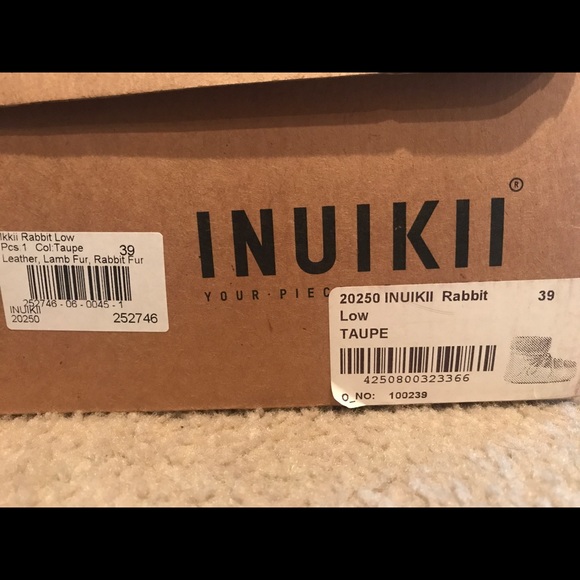 INUIKII ®
YOUR·PIEC
Ikkii Rabbit Low
Pcs 1 Col:Taupe 39
Leather, Lamb Fur, Rabbit Fur
252746 - 06 - 0045 - 1
INUIKII
20250 252746
20250 INUIKII Rabbit 39
Low
TAUPE
4250800323366
O_NO: 100239